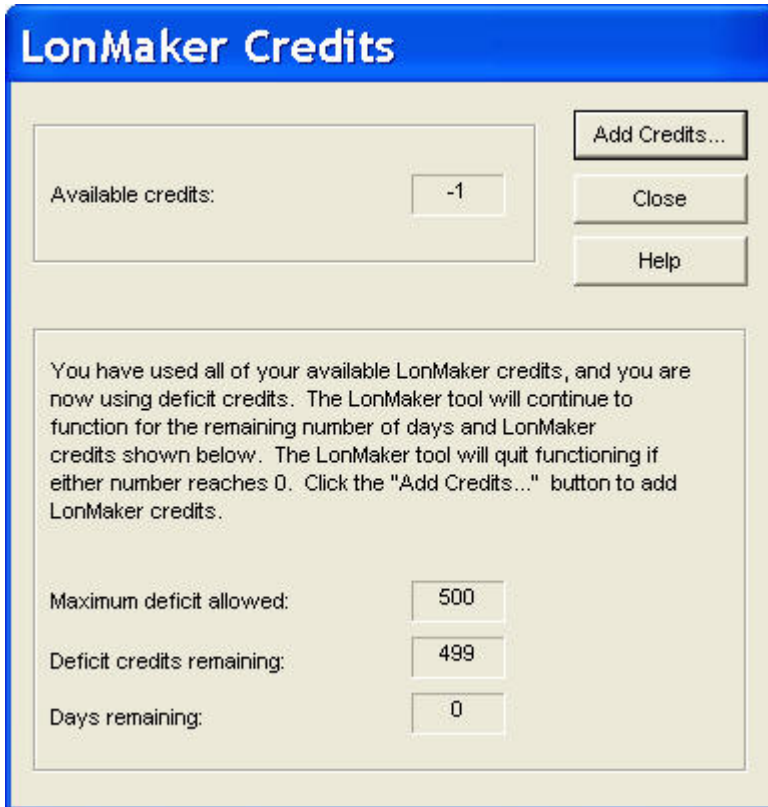 LonMaker Credits
Add Credits...
Available credits:
-1
Close
Help
You have used all of your available LonMaker credits, and you are
now using deficit credits.  The LonMaker tool will continue to
function for the remaining number of days and LonMaker
credits shown below.  The LonMaker tool will quit functioning if
either number reaches 0.  Click the "Add Credits..."  button to add
LonMaker credits.
Maximum deficit allowed:
500
Deficit credits remaining:
499
Days remaining:
0